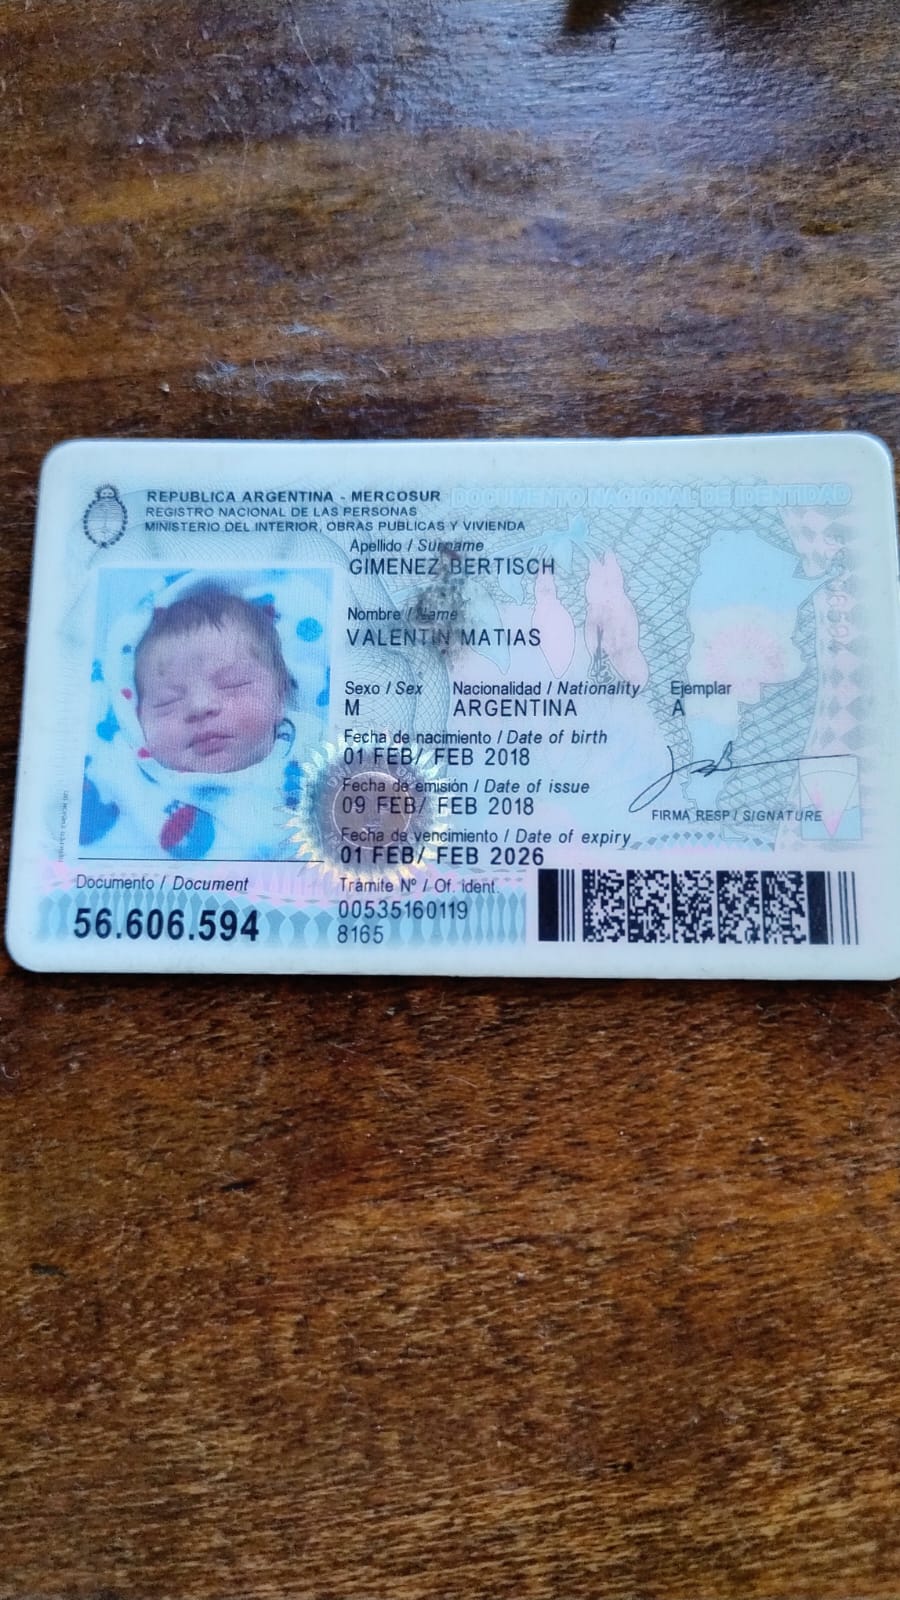 REPUBLICA ARGENTINA - MERCOSUR
DOCUMENTO NACIONAL DE IDENTIDAD
REGISTRO NACIONAL DE LAS PERSONAS
MINISTERIO DEL INTERIOR, OBRAS PUBLICAS Y VIVIENDA
Apellido / Surname
GIMENEZ BERTISCH
Nombre / Name
VALENTIN MATIAS
Sexo / Sex Nacionalidad / Nationality Ejemplar
M ARGENTINA A
Fecha de nacimiento / Date of birth
01 FEB/ FEB 2018
Fecha de emisión / Date of issue
09 FEB/ FEB 2018
FIRMA RESP / SIGNATURE
Fecha de vencimiento / Date of expiry
01 FEB/ FEB 2026
Documento / Document Trámite Nº / Of. ident.
56.606.594 00535160119
8165